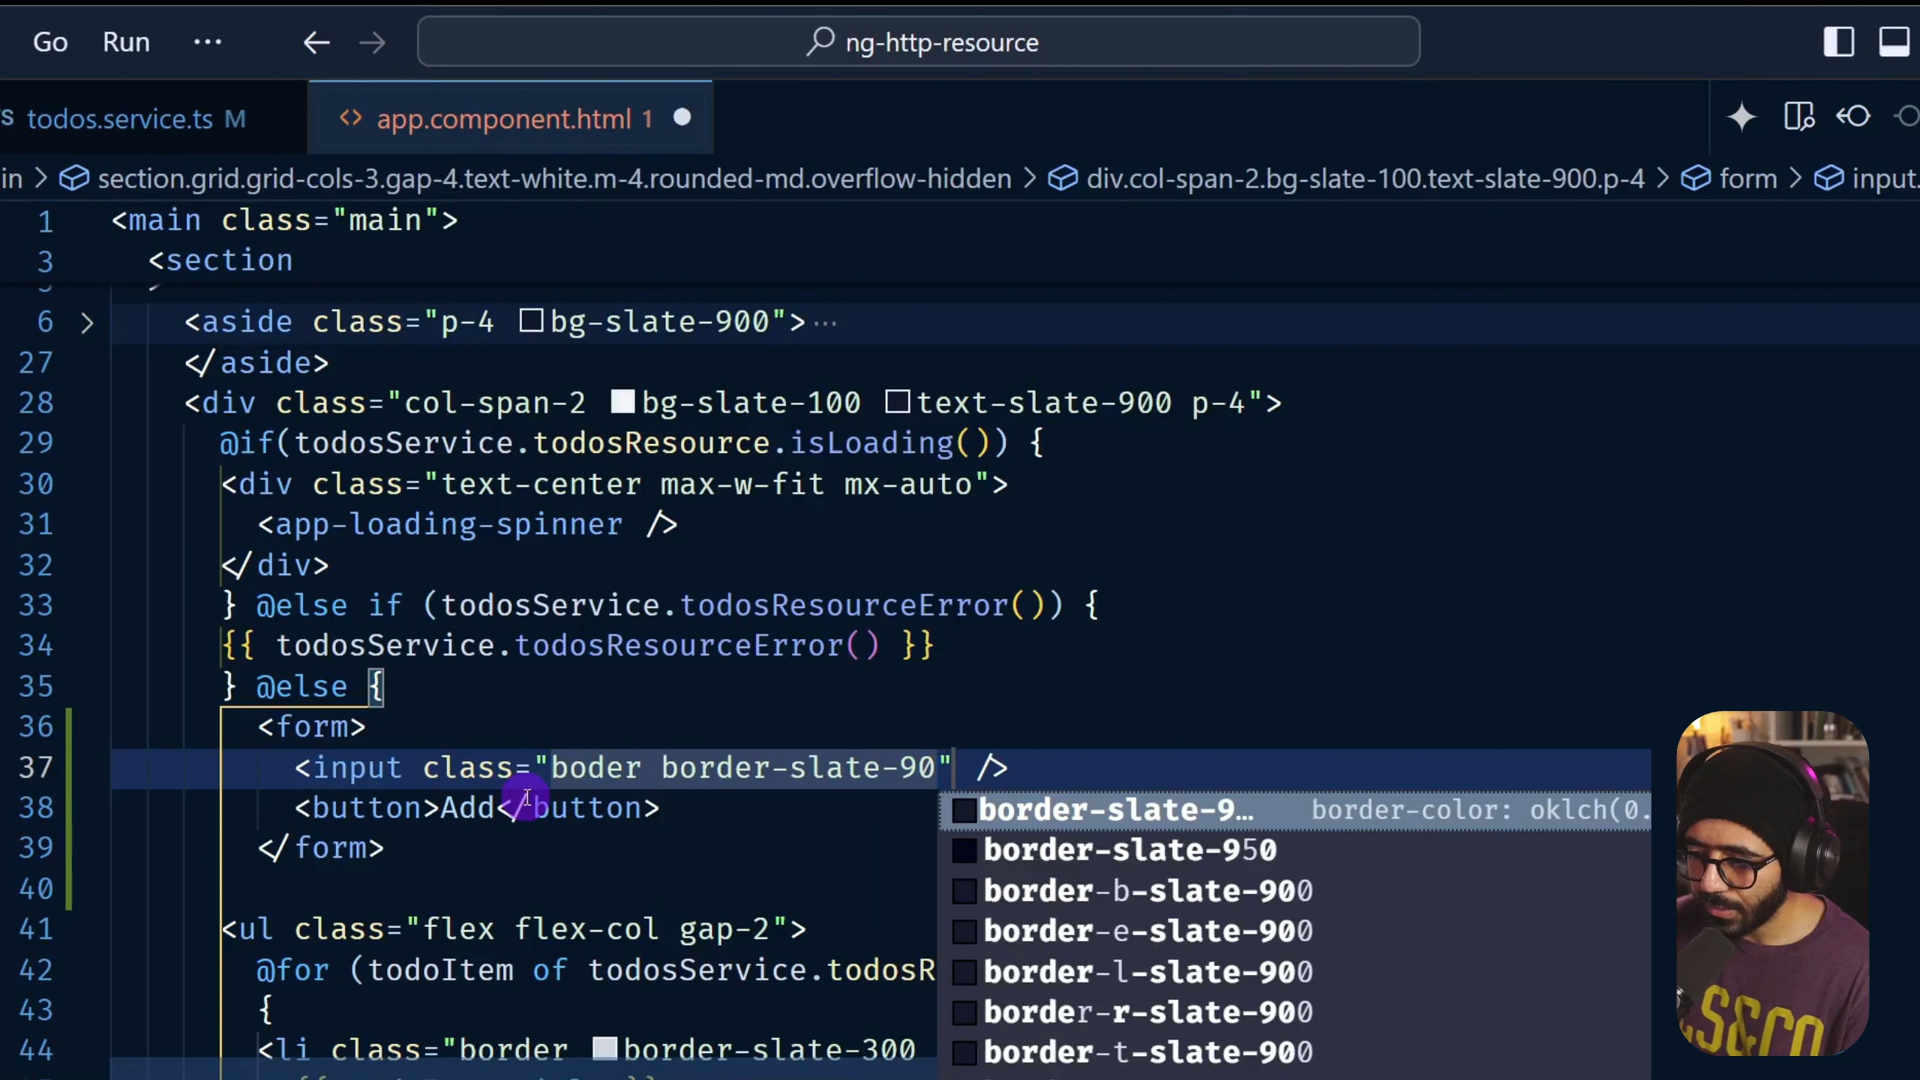 Go Run ··· ng-http-resource
todos.service.ts M <> app.component.html 1
section.grid.grid-cols-3.gap-4.text-white.m-4.rounded-md.overflow-hidden > div.col-span-2.bg-slate-100.text-slate-900.p-4 > form > input.
1 <main class="main">
3 <section
6 > <aside class="p-4 bg-slate-900">···
27 </aside>
28 <div class="col-span-2 bg-slate-100 text-slate-900 p-4">
29 @if(todosService.todosResource.isLoading()) {
30 <div class="text-center max-w-fit mx-auto">
31 <app-loading-spinner />
32 </div>
33 } @else if (todosService.todosResourceError()) {
34 {{ todosService.todosResourceError() }}
35 } @else {
36 <form>
37 <input class="boder border-slate-90" />
38 <button>Add</button>
39 </form>
40
41 <ul class="flex flex-col gap-2">
42 @for (todoItem of todosService.todosR
43 {
44 <li class="border border-slate-300
border-slate-9… border-color: oklch(0.
border-slate-950
border-b-slate-900
border-e-slate-900
border-l-slate-900
border-r-slate-900
border-t-slate-900
LS&CO